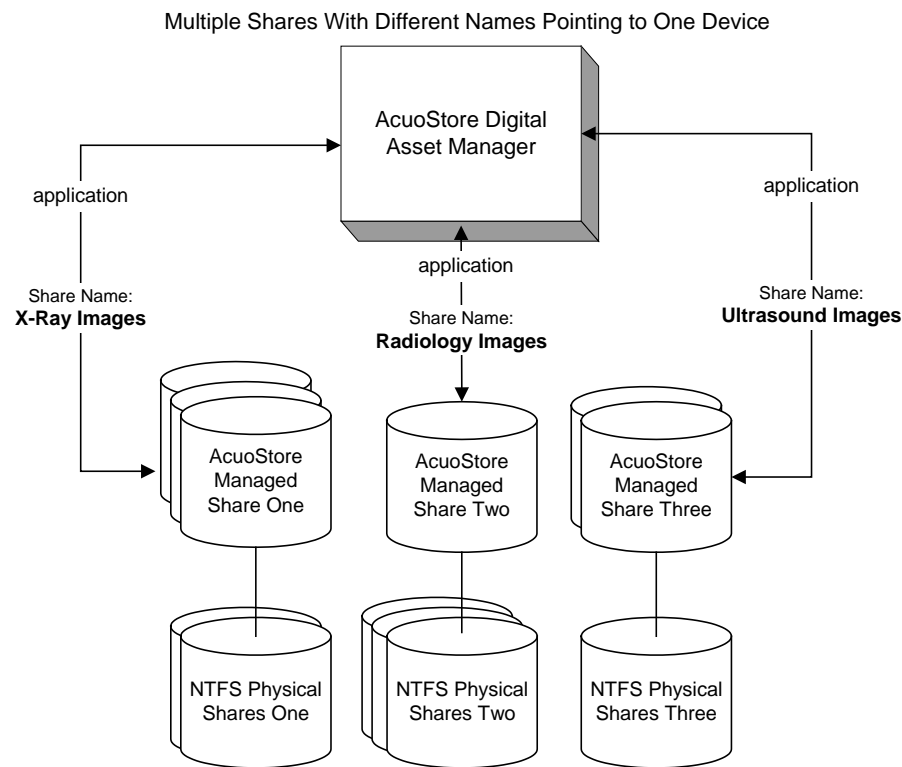 Multiple Shares With Different Names Pointing to One Device
AcuoStore Digital
Asset Manager
application
application
application
Share Name:
X-Ray Images
Share Name:
Radiology Images
Share Name:
Ultrasound Images
AcuoStore
Managed
Share One
AcuoStore
Managed
Share Two
AcuoStore
Managed
Share Three
NTFS Physical
Shares One
NTFS Physical
Shares Two
NTFS Physical
Shares Three